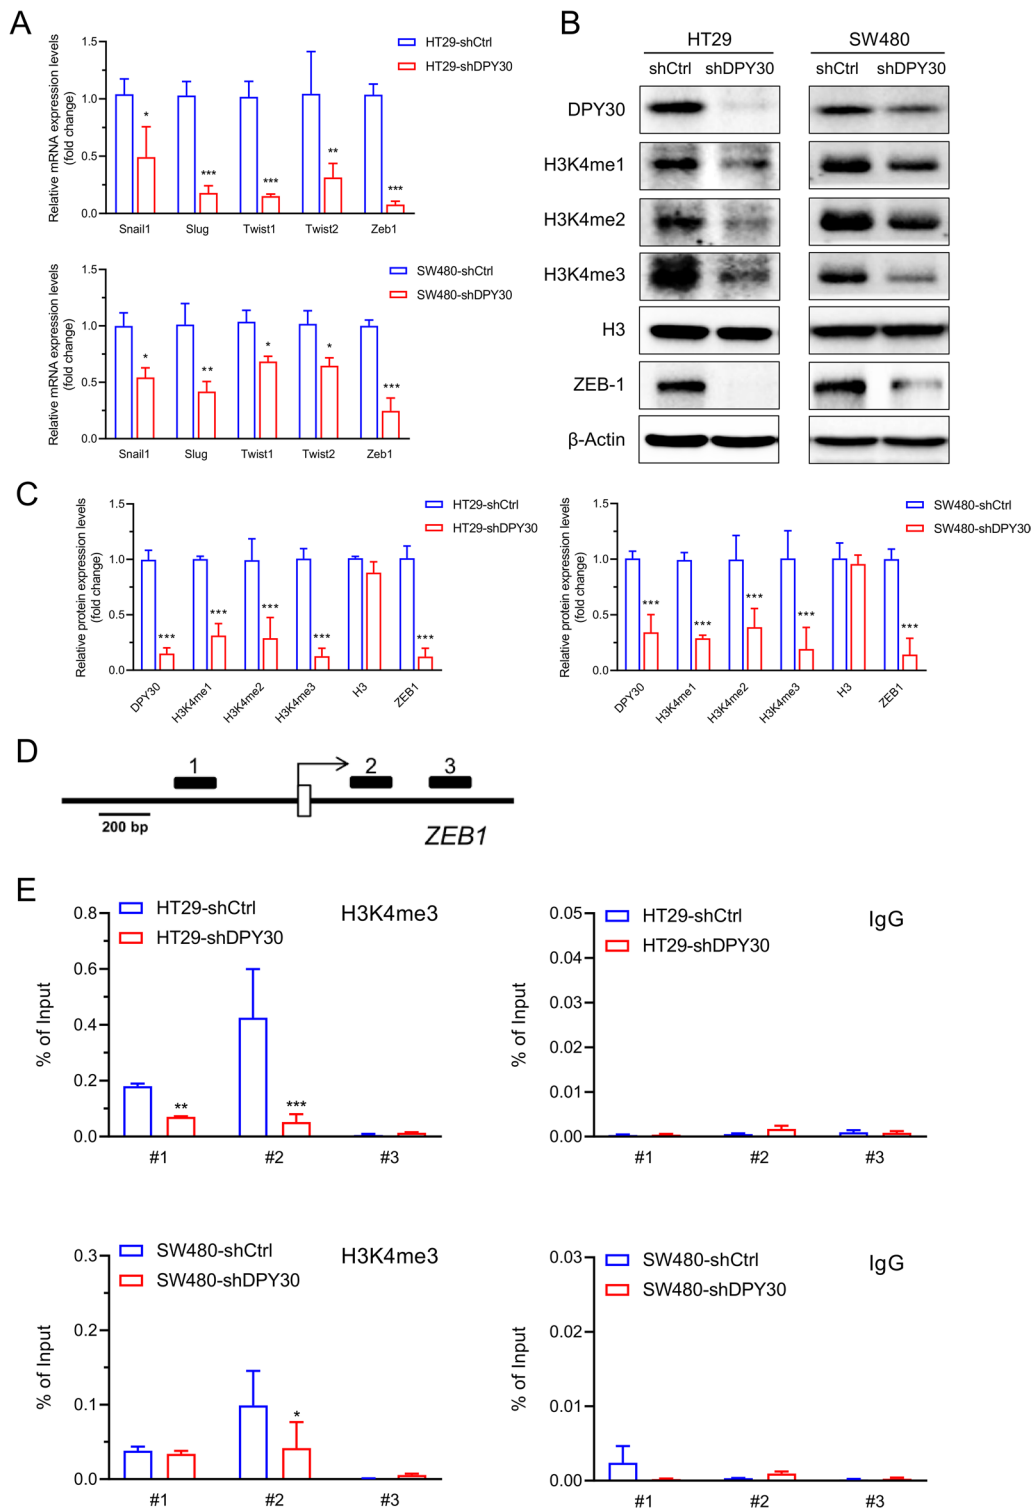 A
Relative mRNA expression levels
(fold change)
1.5
1.0
0.5
0.0
HT29-shCtrl
HT29-shDPY30
*
***
***
**
***
Snail1 Slug Twist1 Twist2 Zeb1
Relative mRNA expression levels
(fold change)
1.5
1.0
0.5
0.0
SW480-shCtrl
SW480-shDPY30
*
**
*
*
***
Snail1 Slug Twist1 Twist2 Zeb1
B
HT29 SW480
shCtrl shDPY30 shCtrl shDPY30
DPY30
H3K4me1
H3K4me2
H3K4me3
H3
ZEB-1
β-Actin
C
Relative protein expression levels
(fold change)
1.5
1.0
0.5
0.0
HT29-shCtrl
HT29-shDPY30
***
***
***
***
***
DPY30 H3K4me1 H3K4me2 H3K4me3 H3 ZEB1
Relative protein expression levels
(fold change)
1.5
1.0
0.5
0.0
SW480-shCtrl
SW480-shDPY30
***
***
***
***
***
DPY30 H3K4me1 H3K4me2 H3K4me3 H3 ZEB1
D
1 2 3
200 bp
ZEB1
E
HT29-shCtrl
HT29-shDPY30
H3K4me3
% of Input
0.8
0.6
0.4
0.2
0.0
**
***
#1 #2 #3
HT29-shCtrl
HT29-shDPY30
IgG
% of Input
0.05
0.04
0.03
0.02
0.01
0.00
#1 #2 #3
SW480-shCtrl
SW480-shDPY30
H3K4me3
% of Input
0.3
0.2
0.1
0.0
*
#1 #2 #3
SW480-shCtrl
SW480-shDPY30
IgG
% of Input
0.03
0.02
0.01
0.00
#1 #2 #3